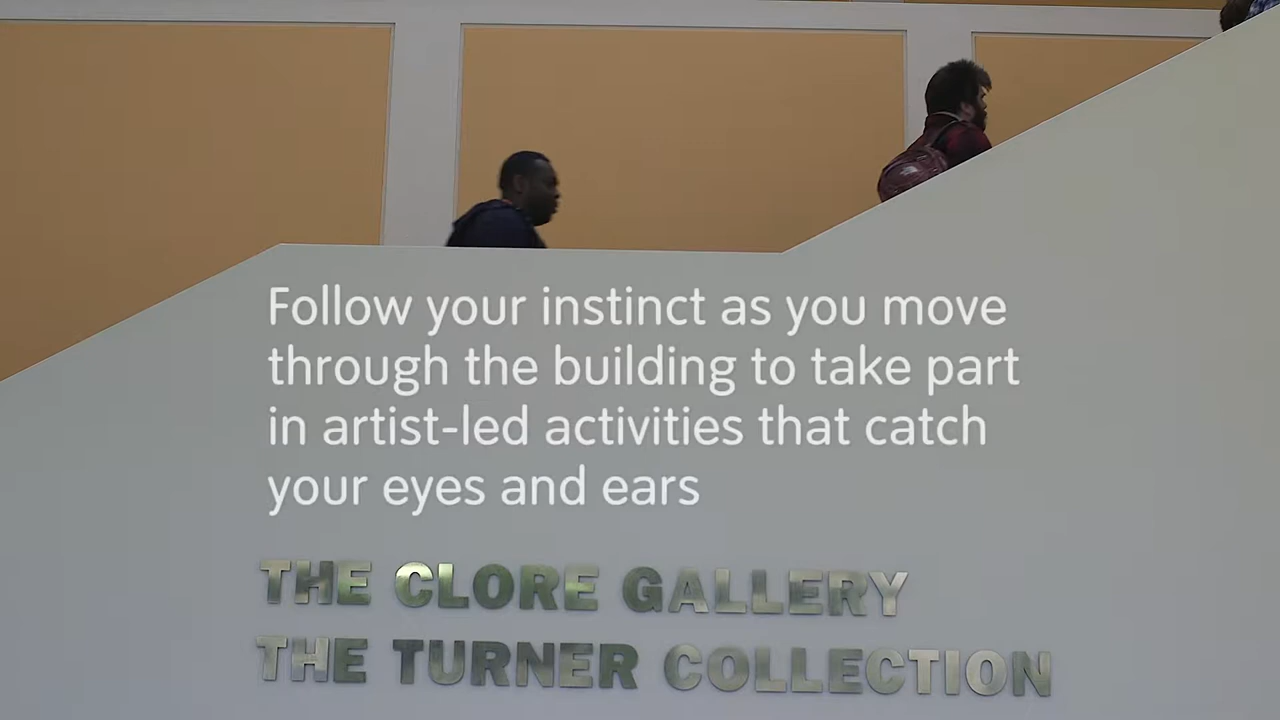 Follow your instinct as you move
through the building to take part
in artist-led activities that catch
your eyes and ears
THE CLORE GALLERY
THE TURNER COLLECTION